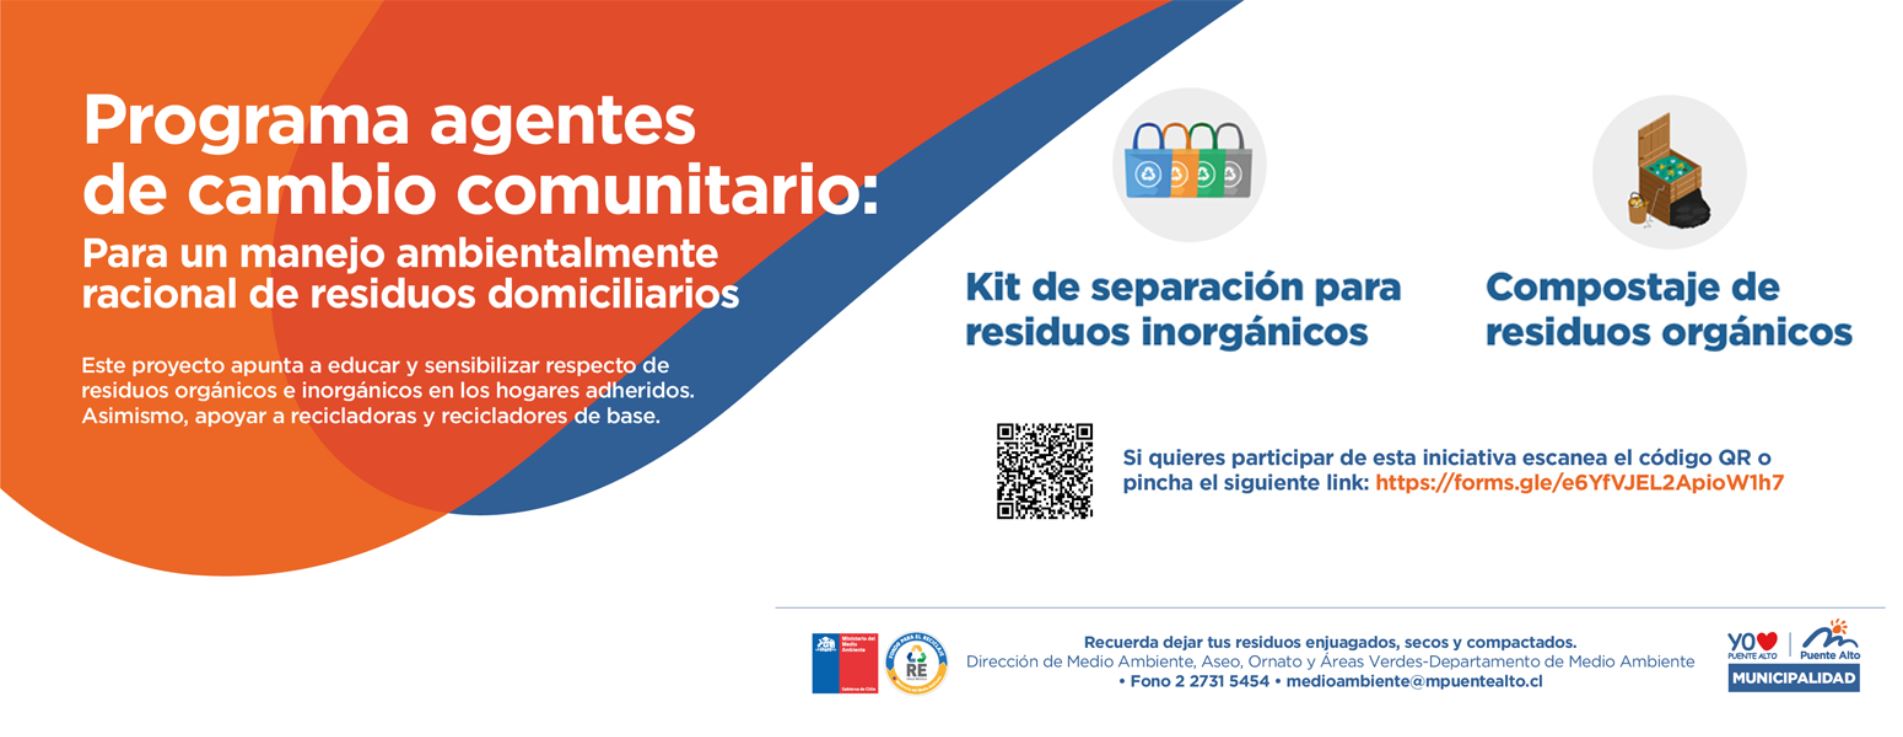 Programa agentes
de cambio comunitario:
Para un manejo ambientalmente
racional de residuos domiciliarios
Este proyecto apunta a educar y sensibilizar respecto de
residuos orgánicos e inorgánicos en los hogares adheridos.
Asimismo, apoyar a recicladoras y recicladores de base.
Kit de separación para
residuos inorgánicos
Compostaje de
residuos orgánicos
Si quieres participar de esta iniciativa escanea el código QR o
pincha el siguiente link: https://forms.gle/e6YfVJEL2ApioW1h7
Ministerio del
Medio
Ambiente
Gobierno de Chile
FONDO PARA EL RECICLAJE
RE
Recuerda dejar tus residuos enjuagados, secos y compactados.
Dirección de Medio Ambiente, Aseo, Ornato y Áreas Verdes-Departamento de Medio Ambiente
• Fono 2 2731 5454 • medioambiente@mpuentealto.cl
YO
PUENTE ALTO
Puente Alto
MUNICIPALIDAD